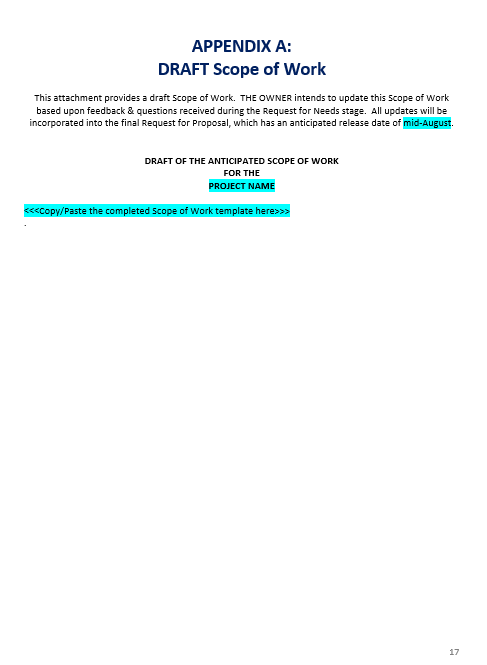 APPENDIX A:
DRAFT Scope of Work
This attachment provides a draft Scope of Work.  THE OWNER intends to update this Scope of Work
based upon feedback & questions received during the Request for Needs stage.  All updates will be
incorporated into the final Request for Proposal, which has an anticipated release date of mid-August.
DRAFT OF THE ANTICIPATED SCOPE OF WORK
FOR THE
PROJECT NAME
<<<Copy/Paste the completed Scope of Work template here>>>
.
17